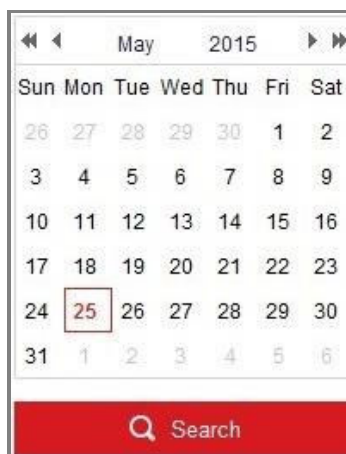 May 2015
Sun Mon Tue Wed Thu Fri Sat
26 27 28 29 30 1 2
3 4 5 6 7 8 9
10 11 12 13 14 15 16
17 18 19 20 21 22 23
24 25 26 27 28 29 30
31 1 2 3 4 5 6
Search